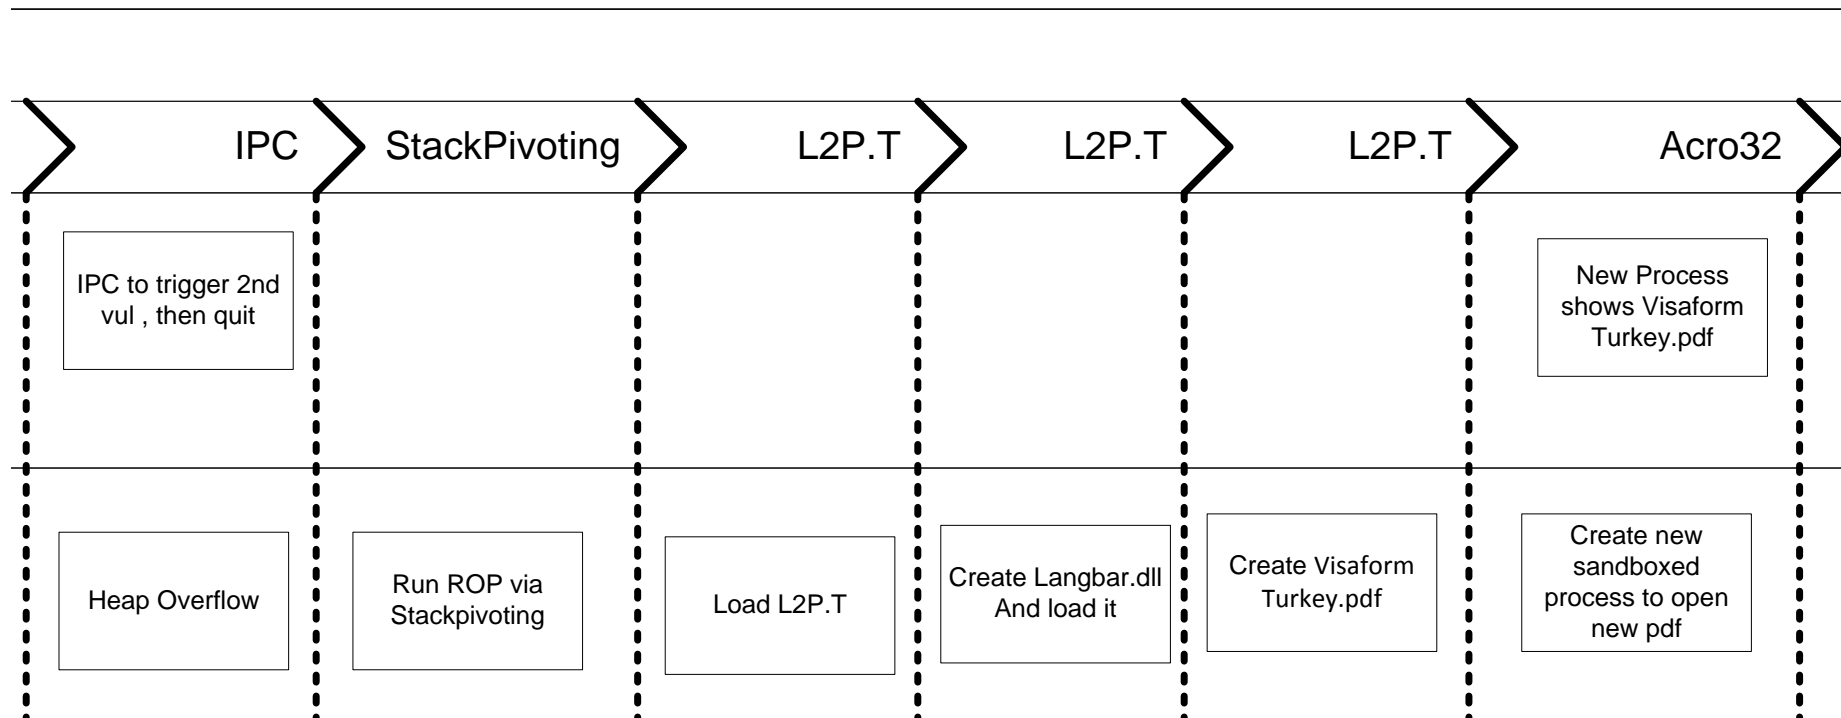 IPC
StackPivoting
L2P.T
L2P.T
L2P.T
Acro32
IPC to trigger 2nd
vul , then quit
New Process
shows Visaform
Turkey.pdf
Heap Overflow
Run ROP via
Stackpivoting
Load L2P.T
Create Langbar.dll
And load it
Create Visaform
Turkey.pdf
Create new
sandboxed
process to open
new pdf